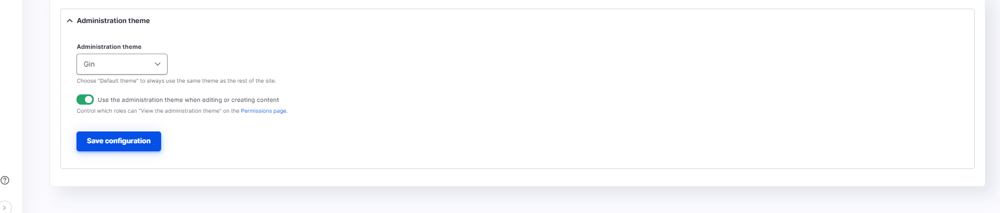 Administration theme
Administration theme
Gin
Choose "Default theme" to always use the same theme as the rest of the site.
Use the administration theme when editing or creating content
Control which roles can "View the administration theme" on the Permissions page.
Save configuration